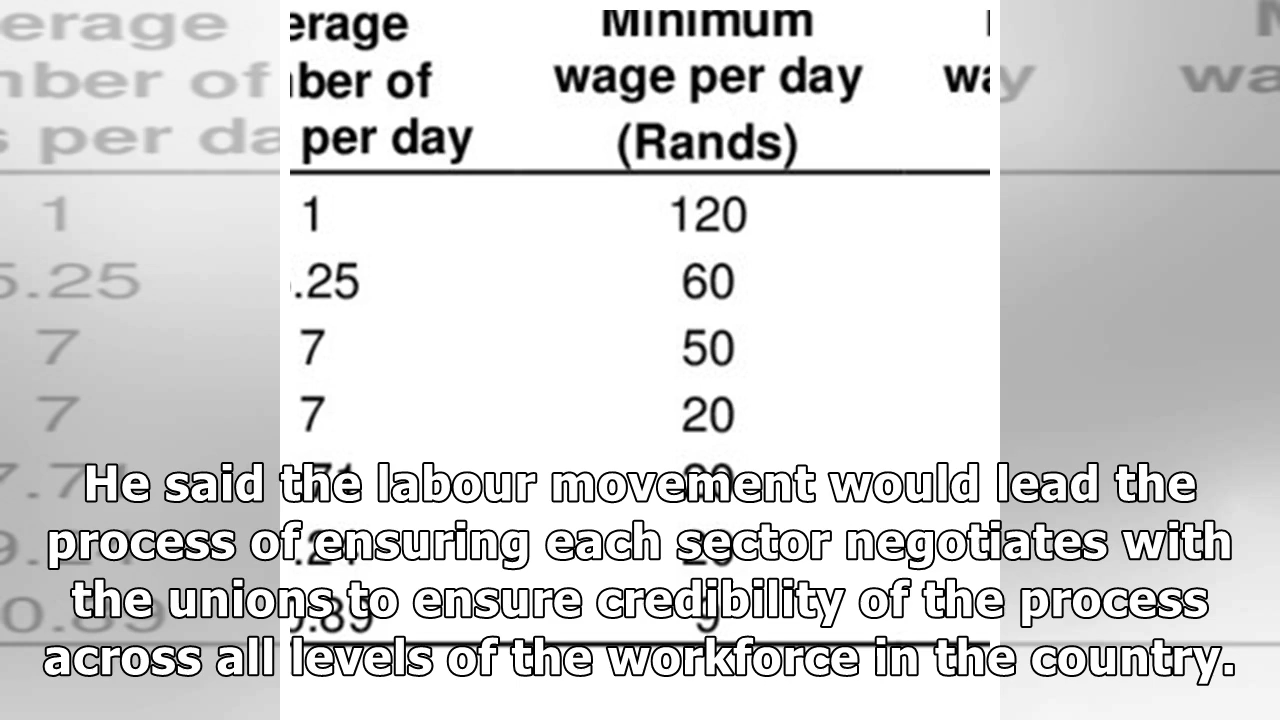 erage Minimum
ber of wage per day wa
per day (Rands)
1 120
.25 60
7 50
7 20
He said the labour movement would lead the
process of ensuring each sector negotiates with
the unions to ensure credibility of the process
across all levels of the workforce in the country.